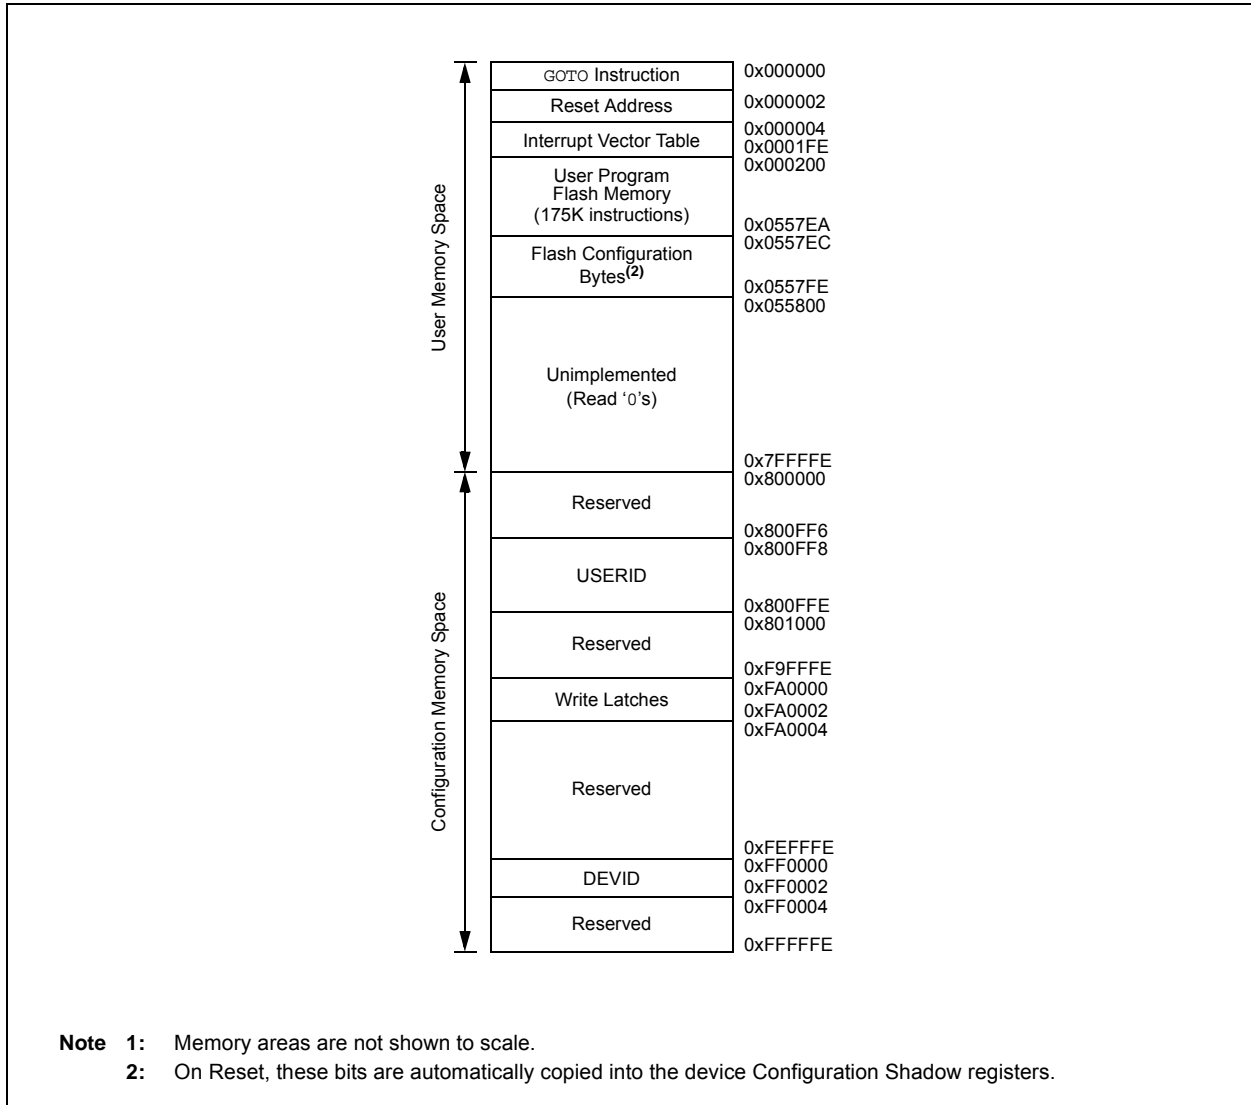 GOTO Instruction
0x000000
Reset Address
0x000002
Interrupt Vector Table
0x000004
0x0001FE
User Program
Flash Memory
(175K instructions)
0x000200
0x0557EA
Flash Configuration
Bytes(2)
0x0557EC
0x0557FE
Unimplemented
(Read ‘0’s)
0x055800
0x7FFFFE
User Memory Space
Reserved
0x800000
0x800FF6
USERID
0x800FF8
0x800FFE
Reserved
0x801000
0xF9FFFE
Write Latches
0xFA0000
0xFA0002
Reserved
0xFA0004
0xFEFFFE
DEVID
0xFF0000
0xFF0002
Reserved
0xFF0004
0xFFFFFE
Configuration Memory Space
Note 1: Memory areas are not shown to scale.
2: On Reset, these bits are automatically copied into the device Configuration Shadow registers.